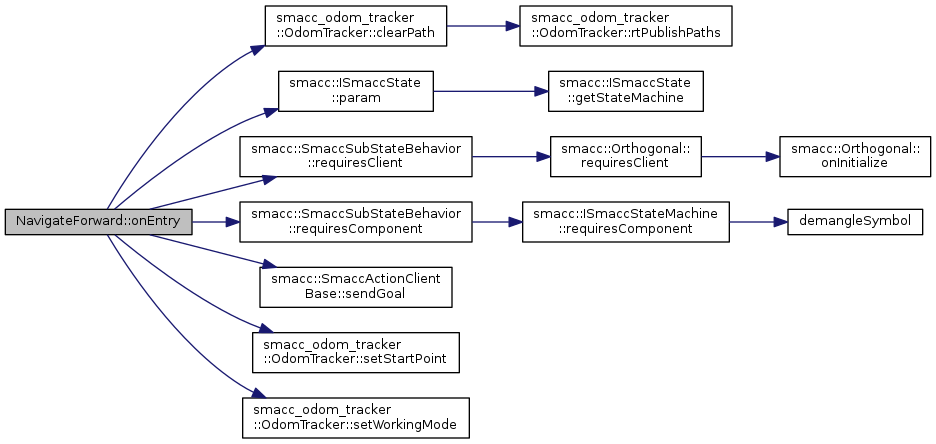 smacc_odom_tracker
::OdomTracker::clearPath
smacc_odom_tracker
::OdomTracker::rtPublishPaths
smacc::ISmaccState
::param
smacc::ISmaccState
::getStateMachine
smacc::SmaccSubStateBehavior
::requiresClient
smacc::Orthogonal::
requiresClient
smacc::Orthogonal::
onInitialize
NavigateForward::onEntry
smacc::SmaccSubStateBehavior
::requiresComponent
smacc::ISmaccStateMachine
::requiresComponent
demangleSymbol
smacc::SmaccActionClient
Base::sendGoal
smacc_odom_tracker
::OdomTracker::setStartPoint
smacc_odom_tracker
::OdomTracker::setWorkingMode